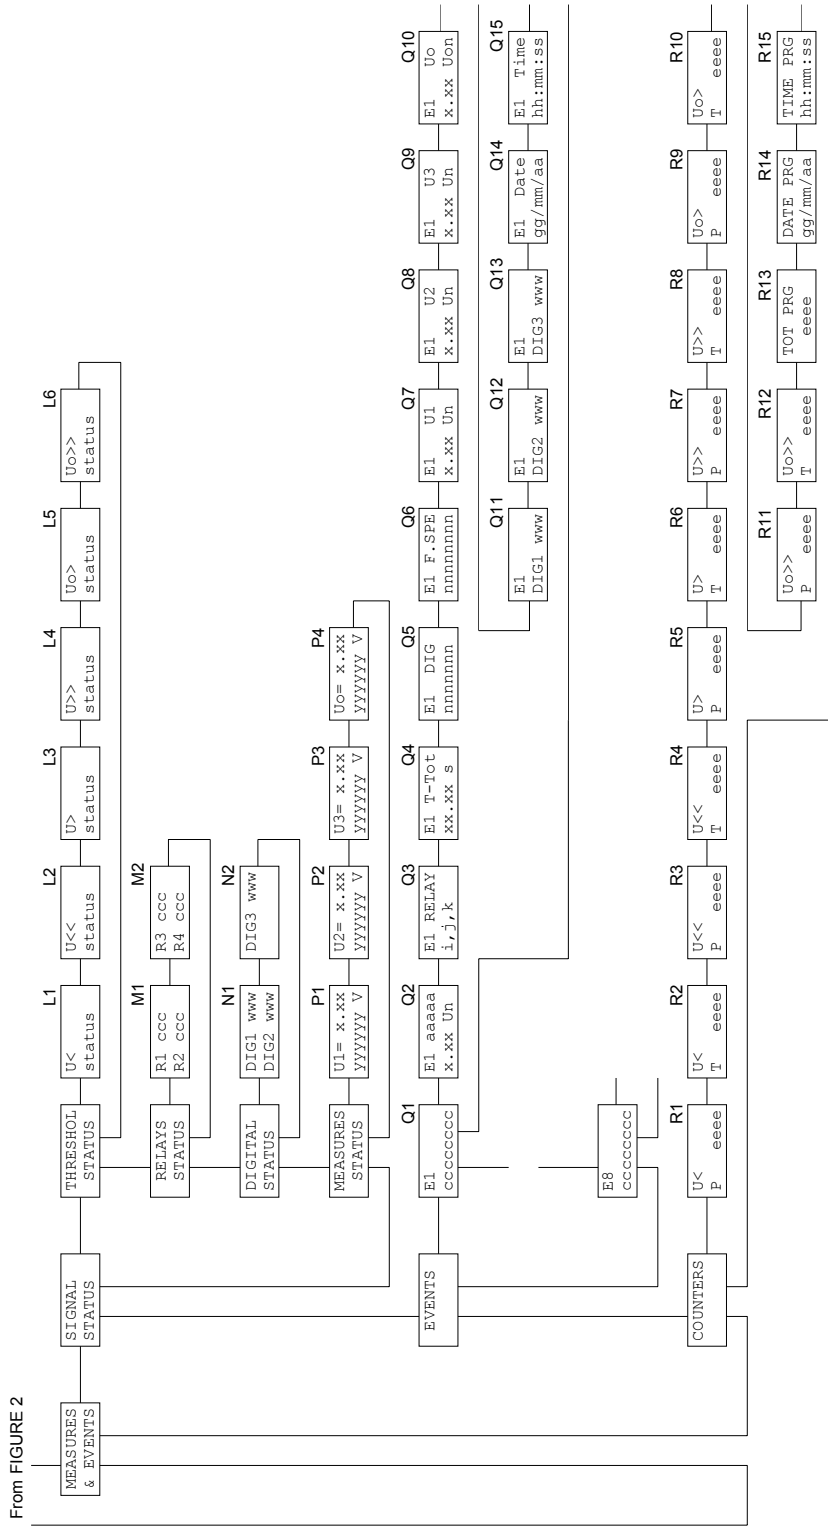 From FIGURE 2
MEASURES
& EVENTS
SIGNAL
STATUS
THRESHOL
STATUS
L1
U<
status
L2
U<<
status
L3
U>
status
L4
U>>
status
L5
Uo>
status
L6
Uo>>
status
RELAYS
STATUS
M1
R1 ccc
R2 ccc
M2
R3 ccc
R4 ccc
DIGITAL
STATUS
N1
DIG1 www
DIG2 www
N2
DIG3 www
MEASURES
STATUS
P1
U1= x.xx
yyyyyy V
P2
U2= x.xx
yyyyyy V
P3
U3= x.xx
yyyyyy V
P4
Uo= x.xx
yyyyyy V
EVENTS
Q1
E1
cccccccc
Q2
E1 aaaaa
x.xx Un
Q3
E1 RELAY
i,j,k
Q4
E1 T-Tot
xx.xx s
Q5
E1 DIG
nnnnnnn
Q6
E1 F.SPE
nnnnnnnn
Q7
E1 U1
x.xx Un
Q8
E1 U2
x.xx Un
Q9
E1 U3
x.xx Un
Q10
E1 Uo
x.xx Uon
Q11
E1
DIG1 www
Q12
E1
DIG2 www
Q13
E1
DIG3 www
Q14
E1 Date
gg/mm/aa
Q15
E1 Time
hh:mm:ss
E8
cccccccc
COUNTERS
R1
U<
P eeee
R2
U<
T eeee
R3
U<<
P eeee
R4
U<<
T eeee
R5
U>
P eeee
R6
U>
T eeee
R7
U>>
P eeee
R8
U>>
T eeee
R9
Uo>
P eeee
R10
Uo>
T eeee
R11
Uo>>
P eeee
R12
Uo>>
T eeee
R13
TOT PRG
eeee
R14
DATE PRG
gg/mm/aa
R15
TIME PRG
hh:mm:ss